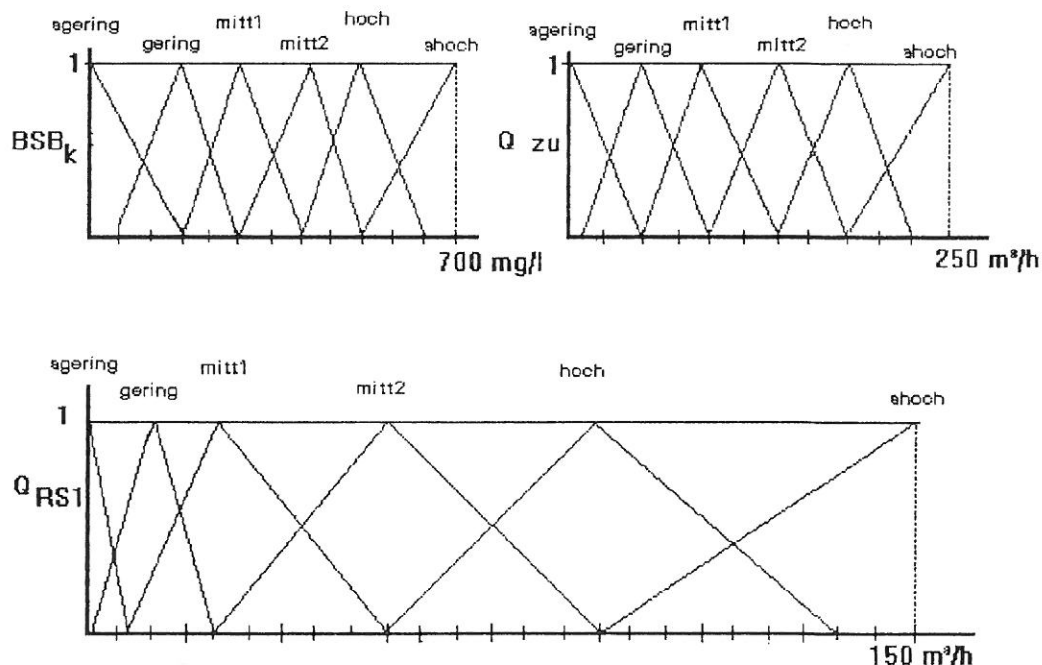 sgering
gering
mitt1
mitt2
hoch
shoch
1
BSBk
700 mg/l
sgering
gering
mitt1
mitt2
hoch
shoch
1
Q zu
250 m³/h
sgering
gering
mitt1
mitt2
hoch
shoch
1
QRS1
150 m³/h